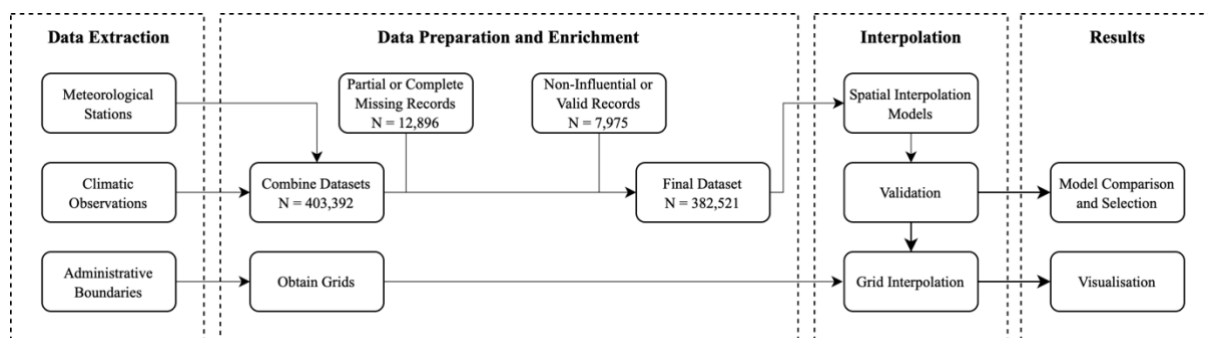 Data Extraction
Meteorological
Stations
Climatic
Observations
Administrative
Boundaries
Data Preparation and Enrichment
Partial or Complete
Missing Records
N = 12,896
Non-Influential or
Valid Records
N = 7,975
Combine Datasets
N = 403,392
Final Dataset
N = 382,521
Obtain Grids
Interpolation
Spatial Interpolation
Models
Validation
Grid Interpolation
Results
Model Comparison
and Selection
Visualisation